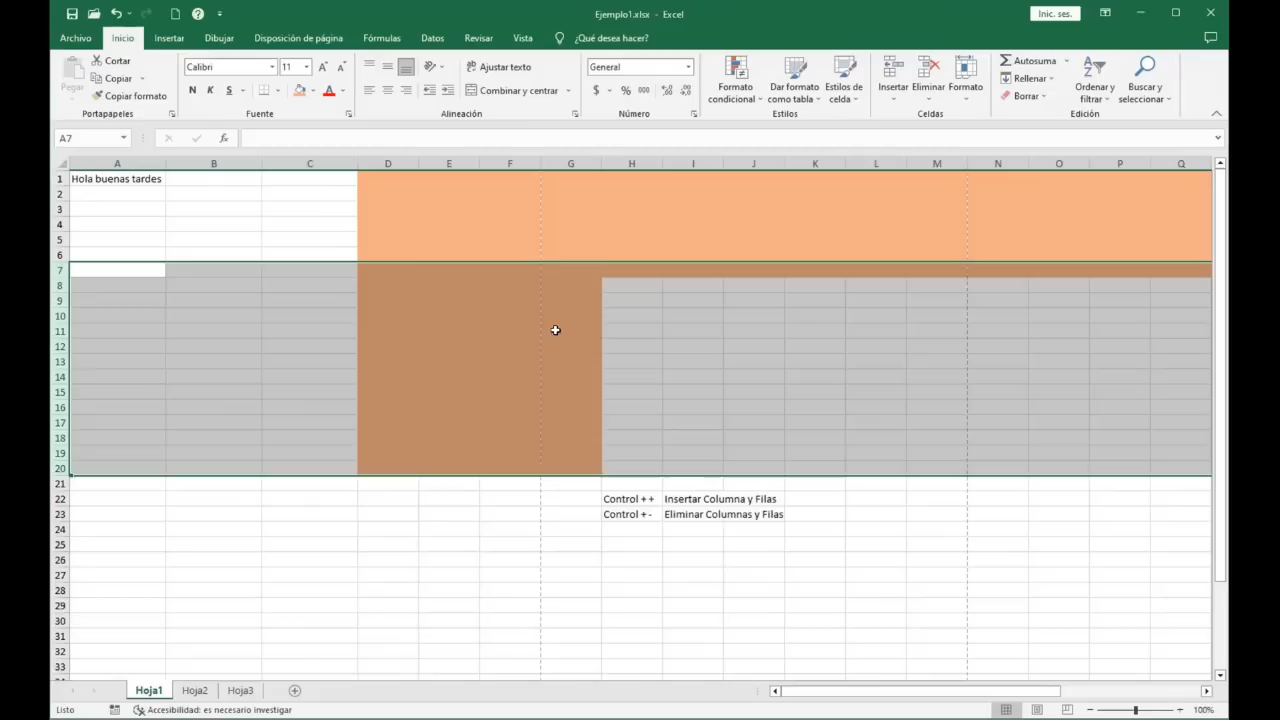 Ejemplo1.xlsx - Excel
Inic. ses.
Archivo Inicio Insertar Dibujar Disposición de página Fórmulas Datos Revisar Vista ¿Qué desea hacer?
Pegar
Cortar
Copiar
Copiar formato
Portapapeles
Calibri 11
N K S
Fuente
Ajustar texto
Combinar y centrar
Alineación
General
$ % 000
Número
Formato condicional
Dar formato como tabla
Estilos de celda
Estilos
Insertar Eliminar Formato
Celdas
Autosuma
Rellenar
Borrar
Ordenar y filtrar
Buscar y seleccionar
Edición
A7 fx
A B C D E F G H I J K L M N O P Q
1 Hola buenas tardes
2
3
4
5
6
7
8
9
10
11
12
13
14
15
16
17
18
19
20
21
22 Control + + Insertar Columna y Filas
23 Control + - Eliminar Columnas y Filas
24
25
26
27
28
29
30
31
32
33
Hoja1 Hoja2 Hoja3
Listo Accesibilidad: es necesario investigar 100%